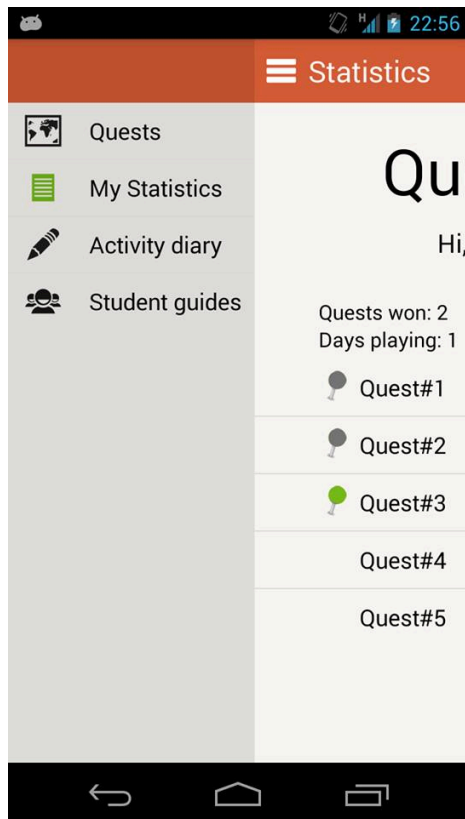 H 22:56
Statistics
Quests
My Statistics
Activity diary
Student guides
Qu
Hi,
Quests won: 2
Days playing: 1
Quest#1
Quest#2
Quest#3
Quest#4
Quest#5